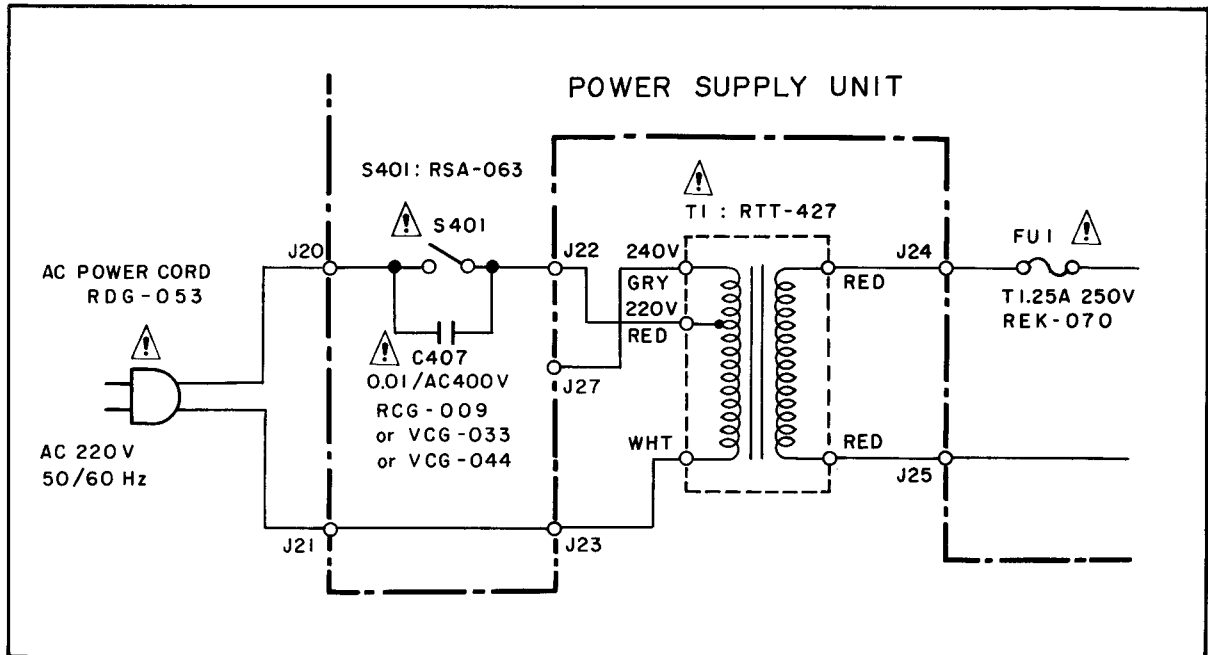 POWER SUPPLY UNIT
S401: RSA-063
S401
T1 : RTT-427
J20
J22
240V
GRY
220V
RED
J27
WHT
RED
J24
FU1
T1.25A 250V
REK-070
AC POWER CORD
RDG-053
C407
0.01/AC400V
RCG-009
or VCG-033
or VCG-044
AC 220V
50/60 Hz
RED
J25
J21
J23